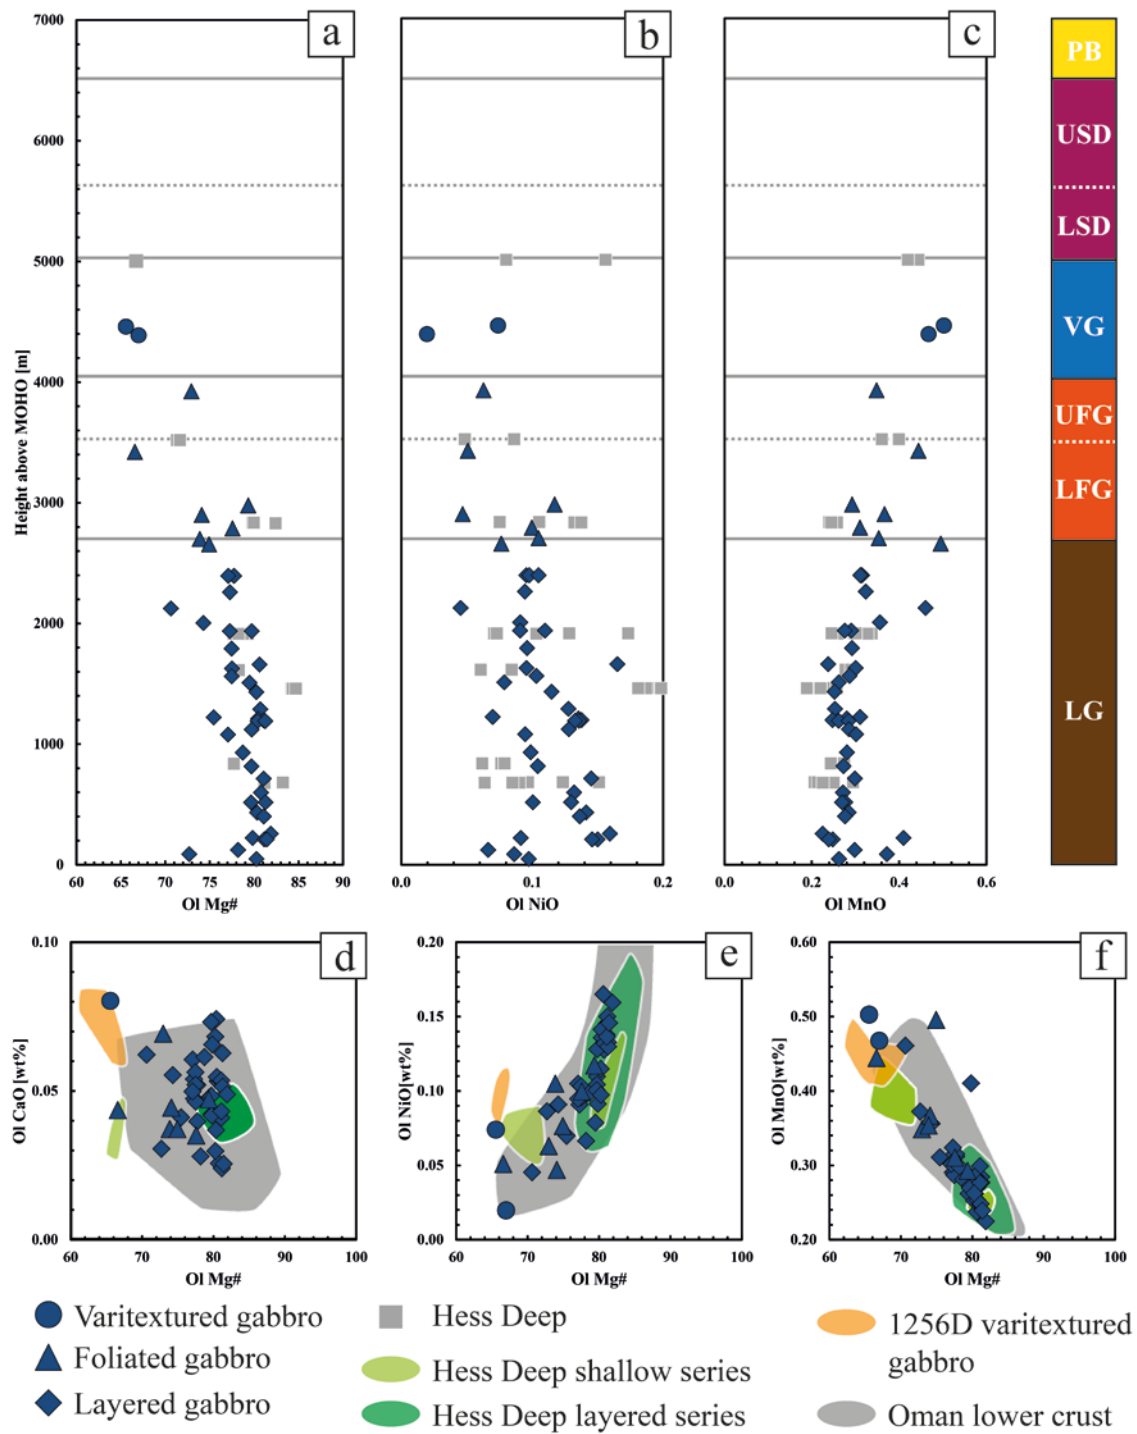 a
b
c
7000
6000
5000
4000
3000
2000
1000
0
Height above MOHO [m]
60 65 70 75 80 85 90
Ol Mg#
0.0 0.1 0.2
Ol NiO
0.0 0.2 0.4 0.6
Ol MnO
PB
USD
LSD
VG
UFG
LFG
LG
d
0.10
0.05
0.00
Ol CaO [wt%]
60 70 80 90 100
Ol Mg#
e
0.20
0.15
0.10
0.05
0.00
Ol NiO[wt%]
60 70 80 90 100
Ol Mg#
f
0.60
0.50
0.40
0.30
0.20
Ol MnO[wt%]
60 70 80 90 100
Ol Mg#
Varitextured gabbro
Foliated gabbro
Layered gabbro
Hess Deep
Hess Deep shallow series
Hess Deep layered series
1256D varitextured
gabbro
Oman lower crust